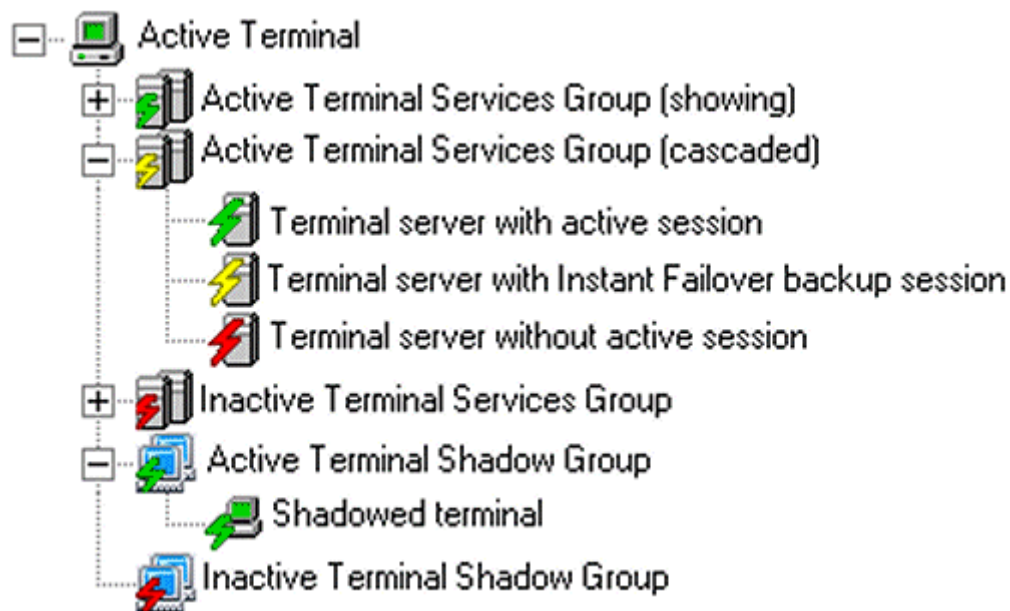 Active Terminal
Active Terminal Services Group (showing)
Active Terminal Services Group (cascaded)
Terminal server with active session
Terminal server with Instant Failover backup session
Terminal server without active session
Inactive Terminal Services Group
Active Terminal Shadow Group
Shadowed terminal
Inactive Terminal Shadow Group